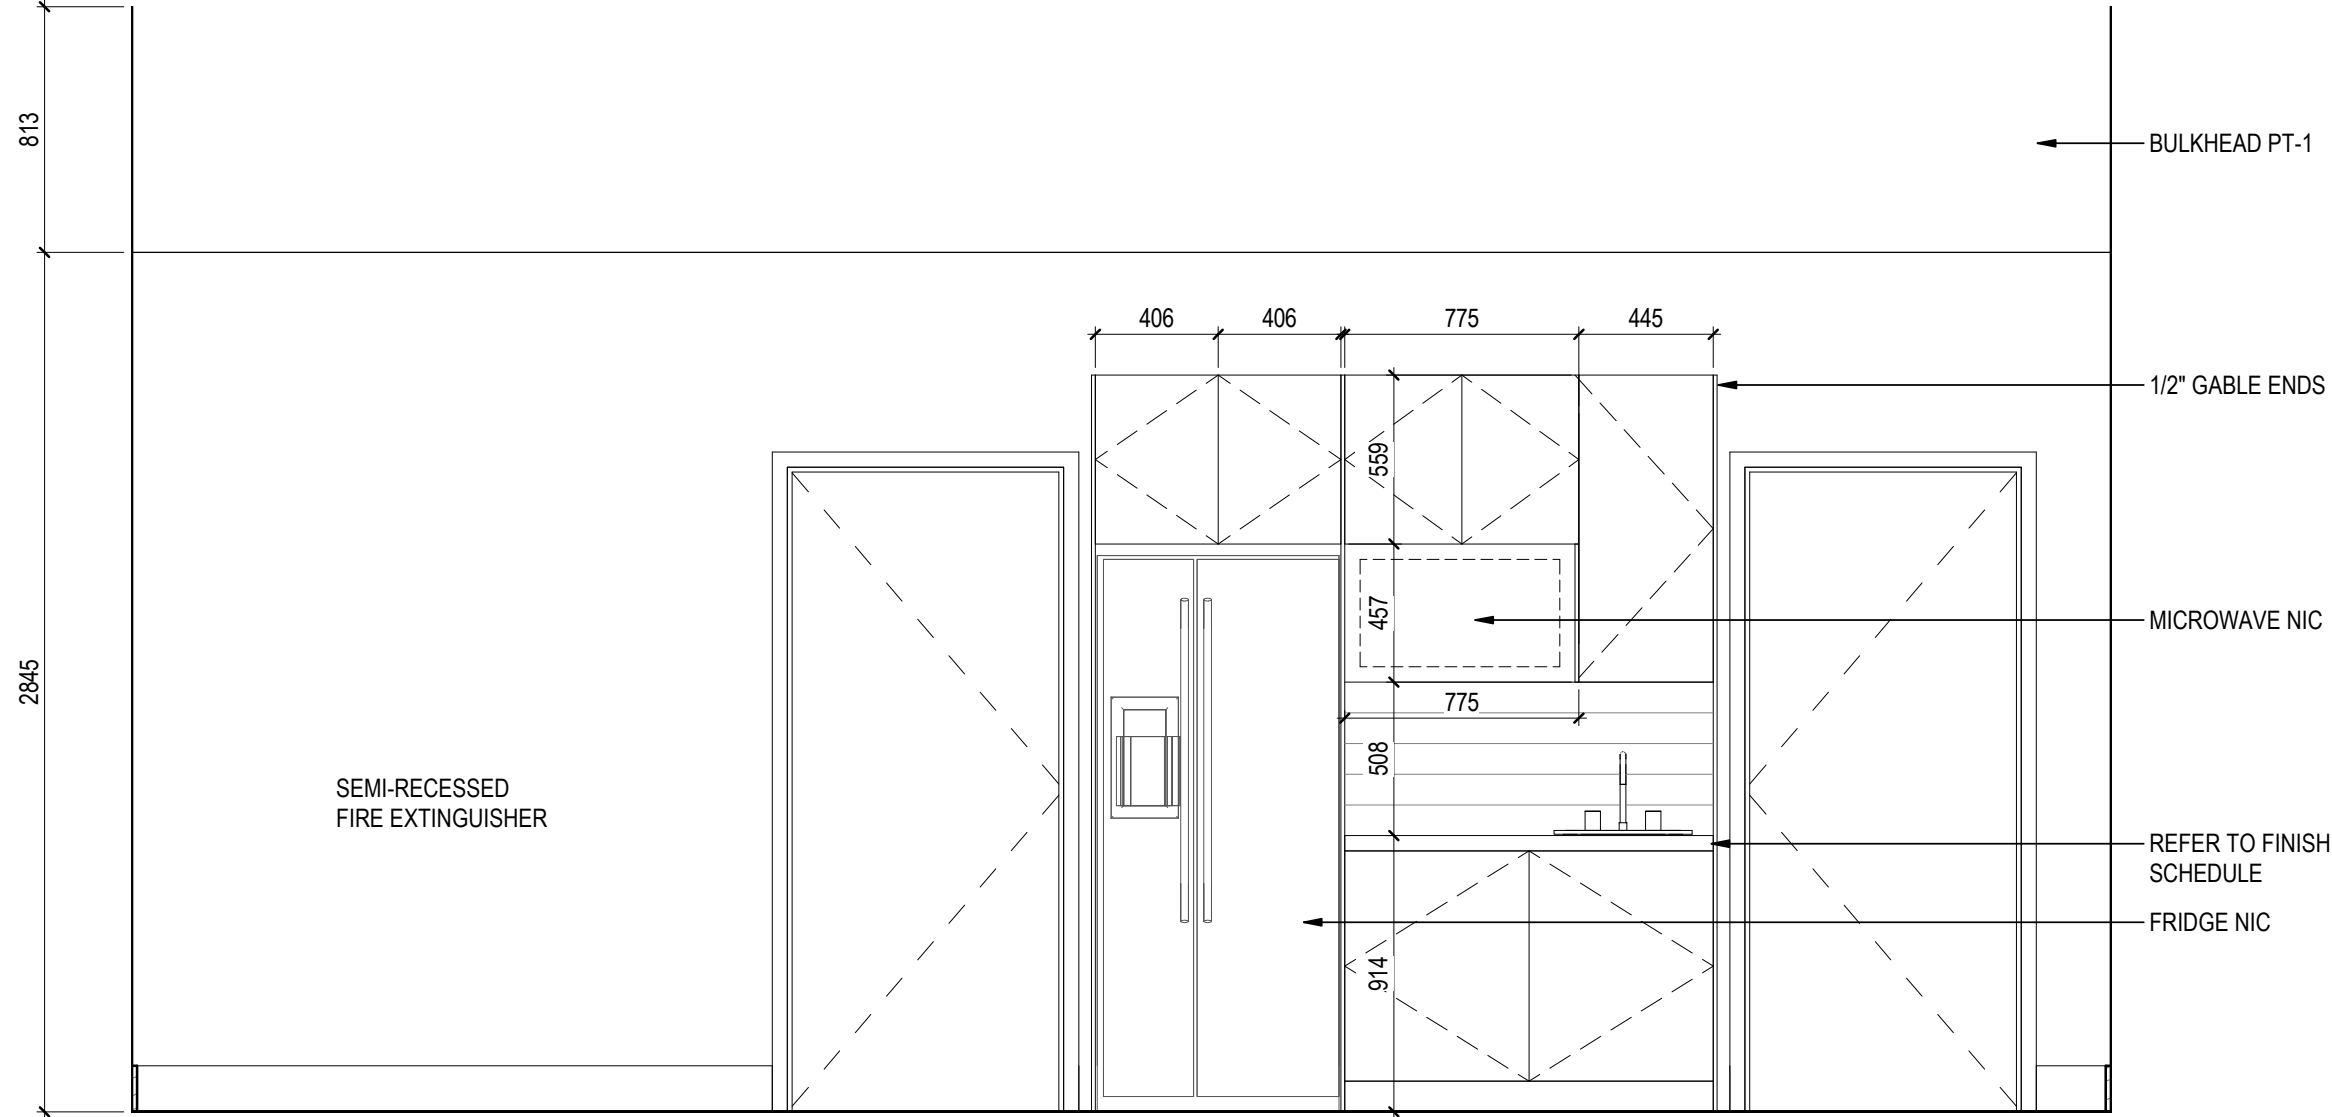 813
BULKHEAD PT-1
406
406
775
445
1/2" GABLE ENDS
559
457
MICROWAVE NIC
2845
775
508
SEMI-RECESSED
FIRE EXTINGUISHER
REFER TO FINISH
SCHEDULE
FRIDGE NIC
914